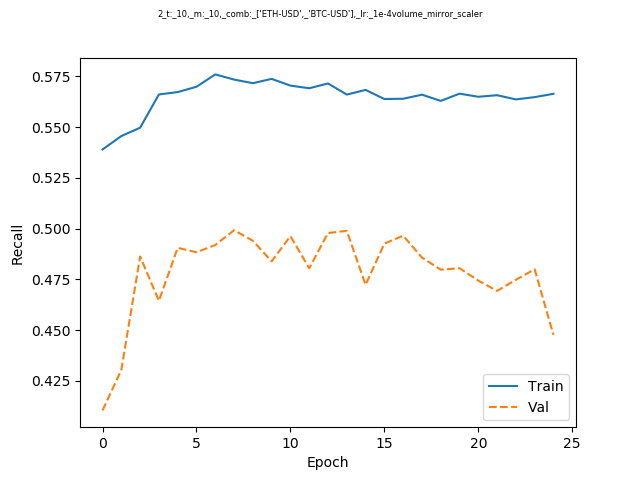 2_t:_10,_m:_10,_comb:_['ETH-USD',_'BTC-USD'],_lr:_1e-4volume_mirror_scaler
0.575
0.550
0.525
0.500
0.475
0.450
0.425
Recall
0 5 10 15 20 25
Epoch
Train
Val